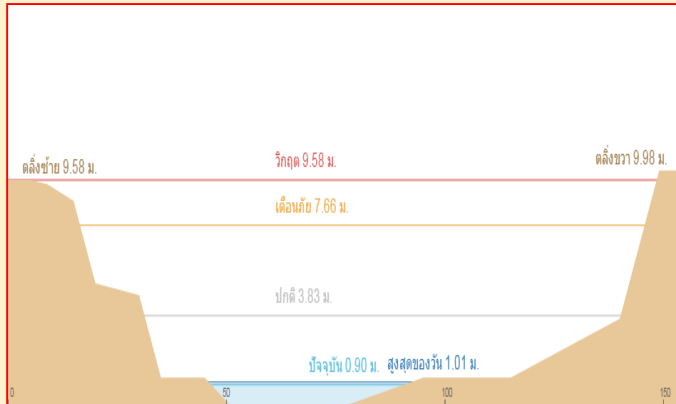 ตลิ่งซ้าย 9.58 ม.
วิกฤต 9.58 ม.
ตลิ่งขวา 9.98 ม.
เตือนภัย 7.66 ม.
ปกติ 3.83 ม.
ปัจจุบัน 0.90 ม.
สูงสุดของวัน 1.01 ม.
0 50 100 150